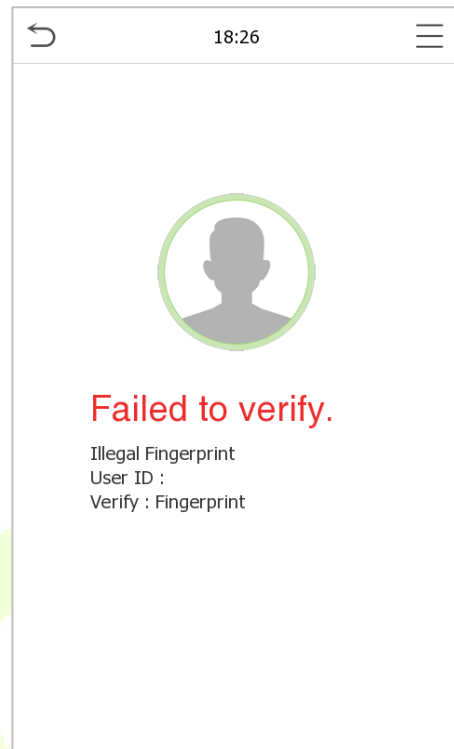 18:26
Failed to verify.
Illegal Fingerprint
User ID :
Verify : Fingerprint